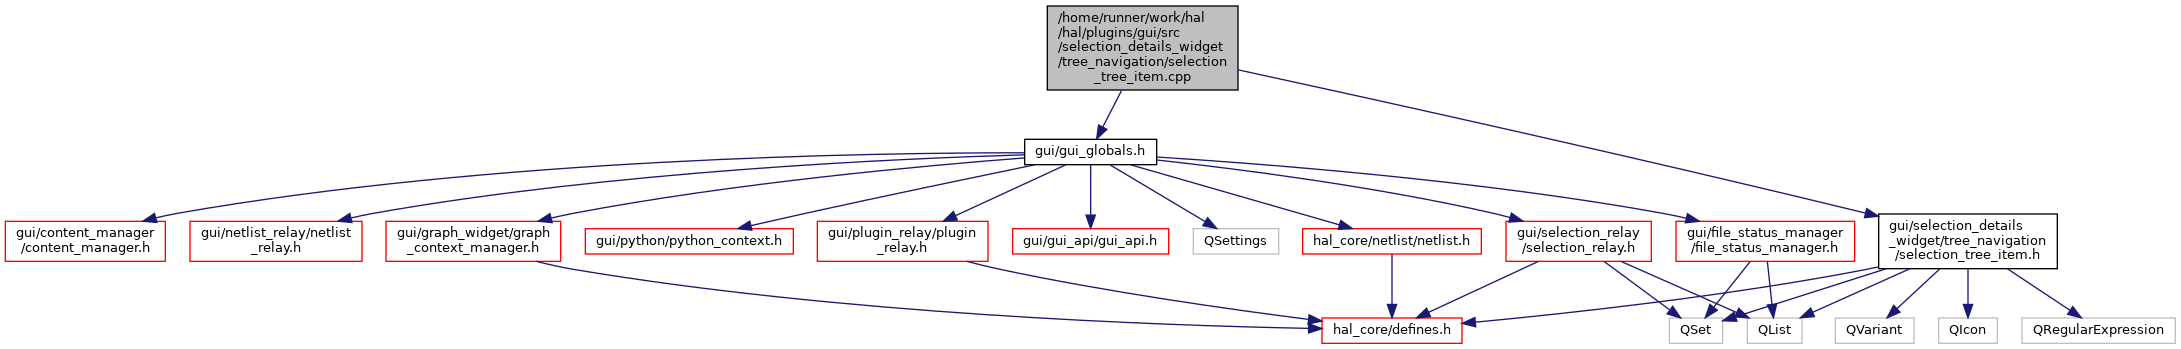 /home/runner/work/hal
/hal/plugins/gui/src
/selection_details_widget
/tree_navigation/selection
_tree_item.cpp
gui/gui_globals.h
gui/content_manager
/content_manager.h
gui/netlist_relay/netlist
_relay.h
gui/graph_widget/graph
_context_manager.h
gui/python/python_context.h
gui/plugin_relay/plugin
_relay.h
gui/gui_api/gui_api.h
QSettings
hal_core/netlist/netlist.h
gui/selection_relay
/selection_relay.h
gui/file_status_manager
/file_status_manager.h
gui/selection_details
_widget/tree_navigation
/selection_tree_item.h
hal_core/defines.h
QSet
QList
QVariant
QIcon
QRegularExpression